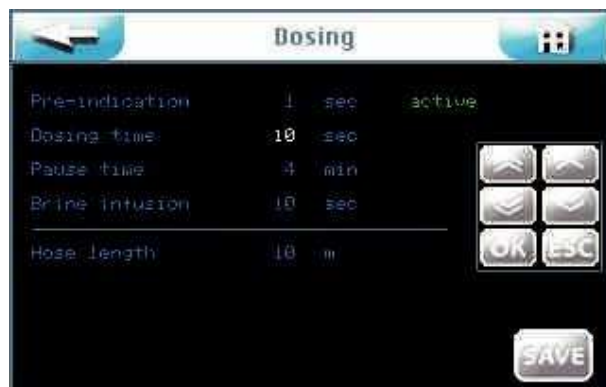 Dosing
Pre-indication 1 sec active
Dosing time 10 sec
Pause time 4 min
Brine infusion 10 sec
Hose length 10 m
OK ESC
SAVE